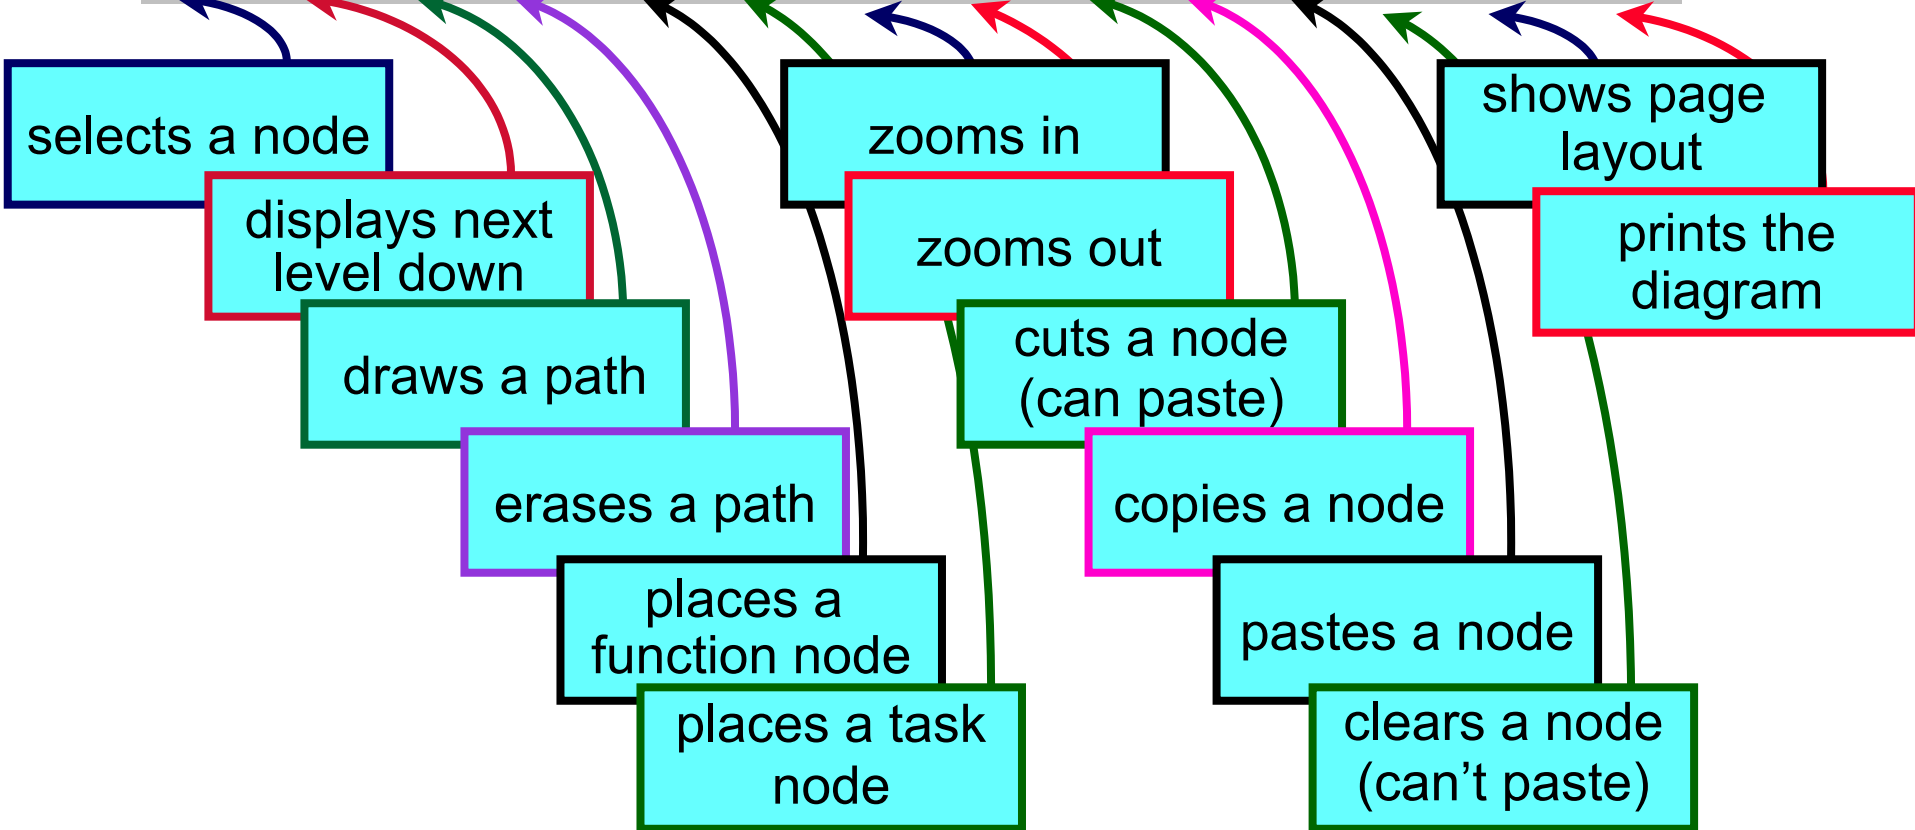 selects a node
displays next
level down
draws a path
erases a path
places a
function node
places a task
node
zooms in
zooms out
cuts a node
(can paste)
copies a node
pastes a node
clears a node
(can’t paste)
shows page
layout
prints the
diagram